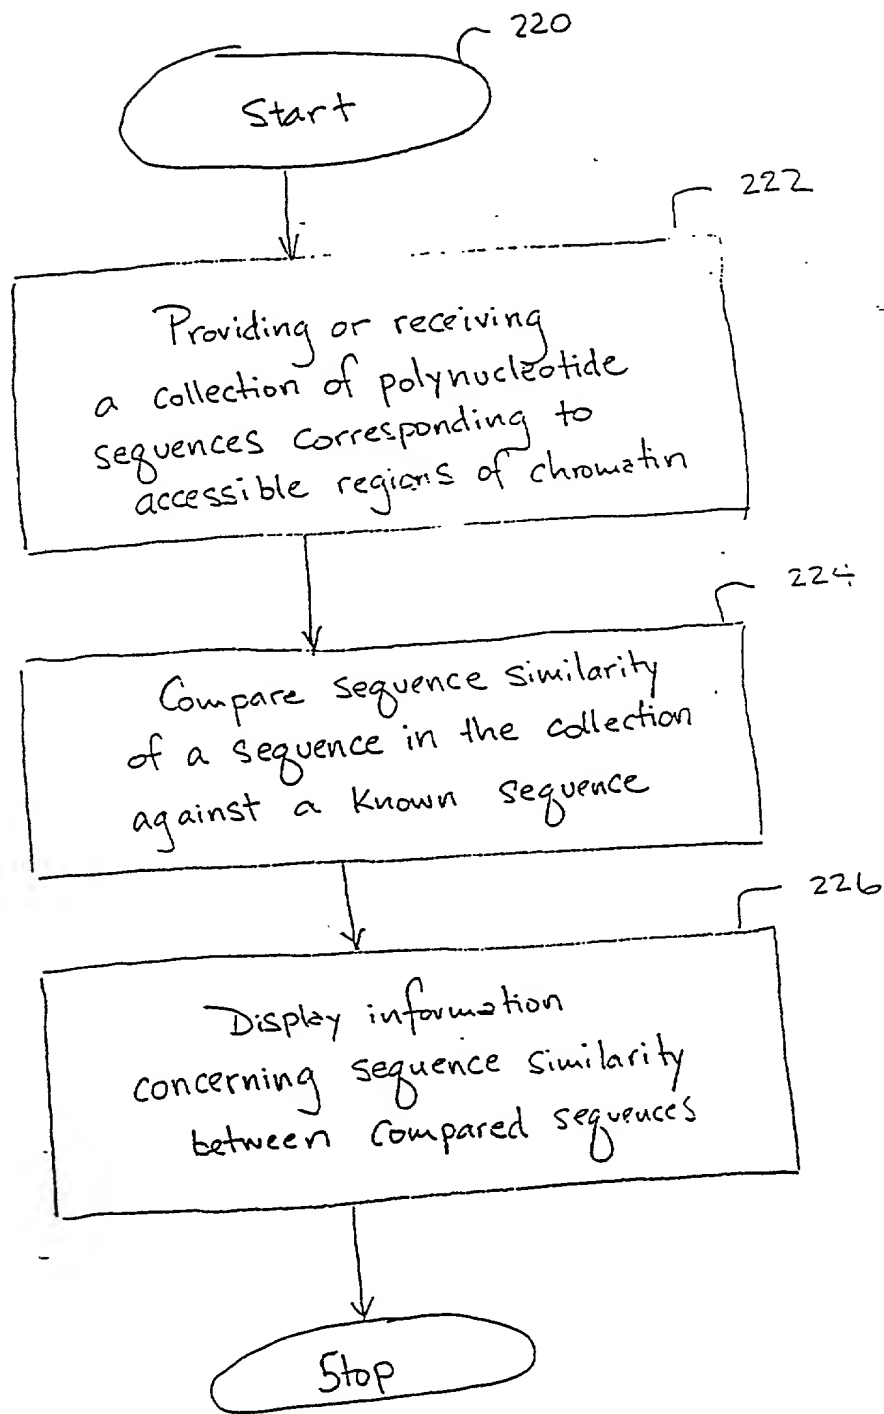 220
Start
222
Providing or receiving
a collection of polynucleotide
sequences corresponding to
accessible regions of chromatin
224
Compare sequence similarity
of a sequence in the collection
against a known sequence
226
Display information
concerning sequence similarity
between compared sequences
Stop